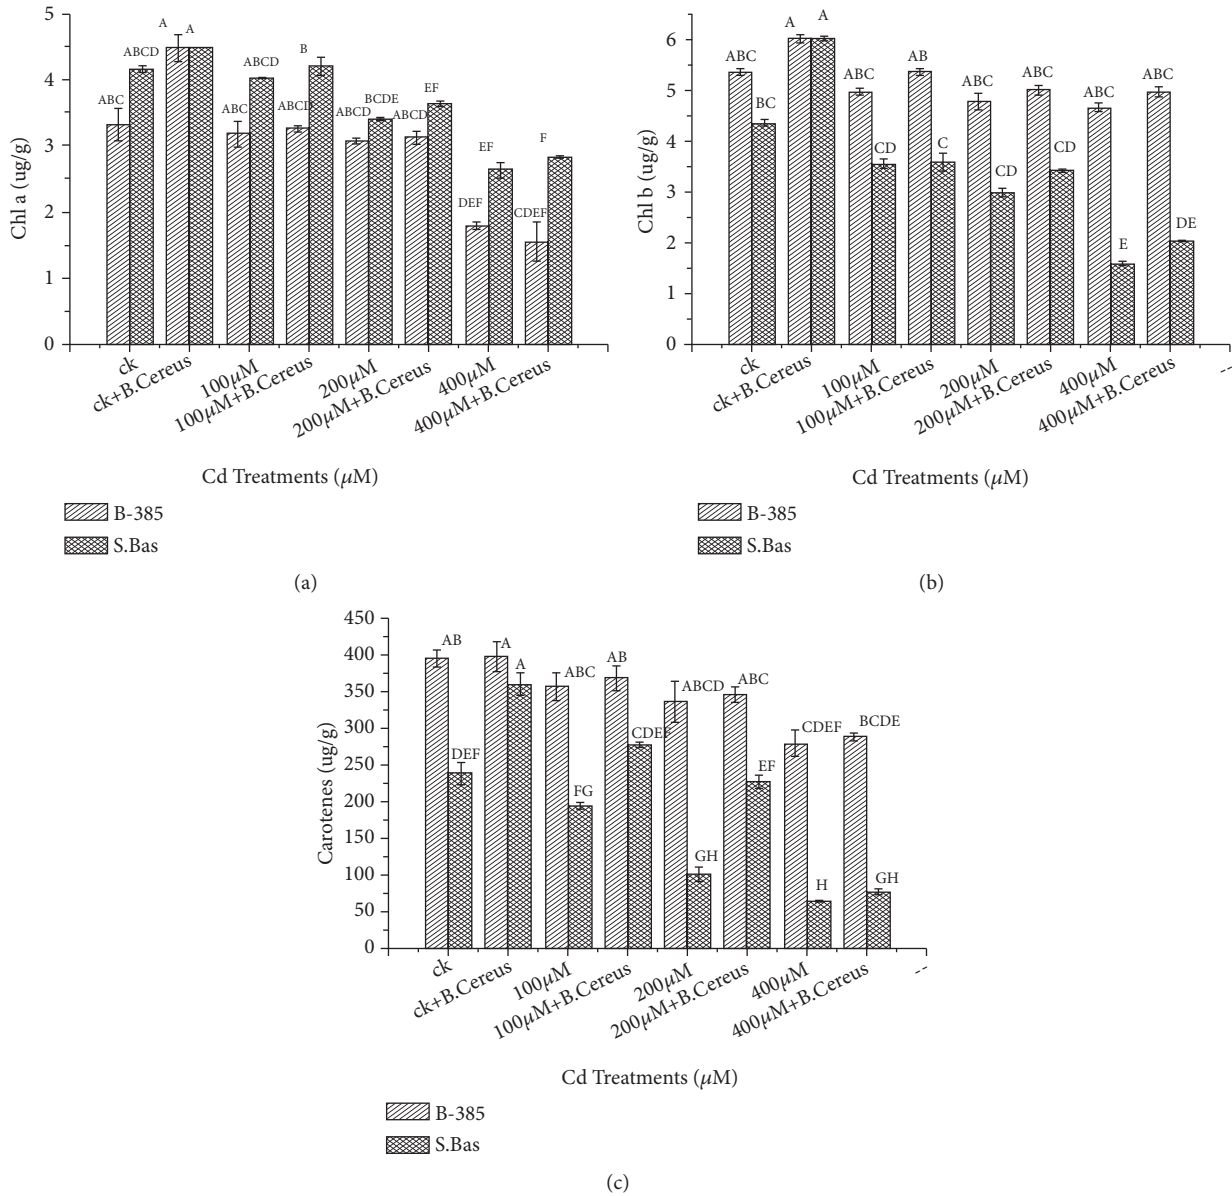 5
4
3
2
1
0
Chl a (ug/g)
ABC
ABCD
A
A
ABC
ABCD
ABCD
B
ABCD
BCDE
ABCD
EF
DEF
EF
CDEF
F
ck
ck+B.Cereus
100μM
100μM+B.Cereus
200μM
200μM+B.Cereus
400μM
400μM+B.Cereus
Cd Treatments (μM)
B-385
S.Bas
(a)
6
5
4
3
2
1
0
Chl b (ug/g)
ABC
BC
A
A
ABC
CD
AB
C
ABC
CD
ABC
CD
ABC
E
ABC
DE
ck
ck+B.Cereus
100μM
100μM+B.Cereus
200μM
200μM+B.Cereus
400μM
400μM+B.Cereus
--
Cd Treatments (μM)
B-385
S.Bas
(b)
450
400
350
300
250
200
150
100
50
0
Carotenes (ug/g)
AB
DEF
A
A
ABC
FG
AB
CDEF
ABCD
GH
ABC
EF
CDEF
H
BCDE
GH
ck
ck+B.Cereus
100μM
100μM+B.Cereus
200μM
200μM+B.Cereus
400μM
400μM+B.Cereus
--
Cd Treatments (μM)
B-385
S.Bas
(c)